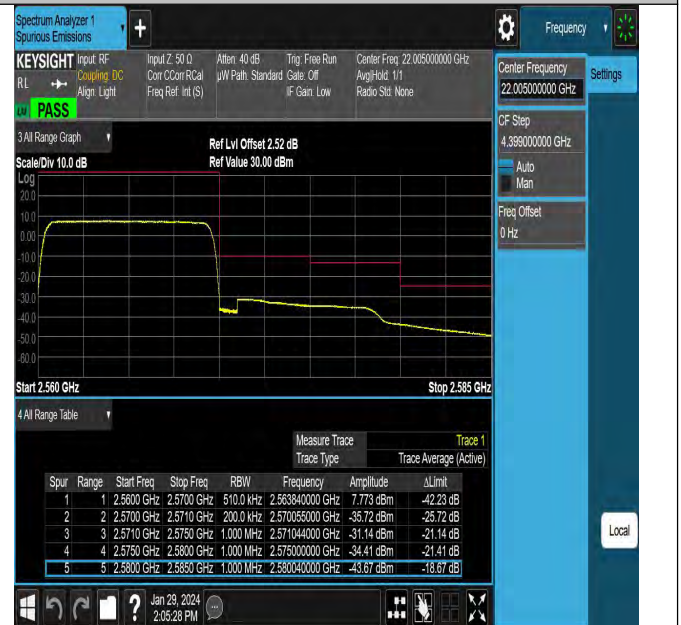 Spectrum Analyzer 1
Spurious Emissions
+
Frequency
KEYSIGHT Input: RF Input Z: 50 Ω Atten: 40 dB Trig: Free Run Center Freq: 22.005000000 GHz
RL Coupling: DC Corr CCorr RCal µW Path: Standard Gate: Off Avg|Hold: 1/1
Align: Light Freq Ref: Int (S) IF Gain: Low Radio Std: None
PASS
Center Frequency
22.005000000 GHz
Settings
CF Step
4.399000000 GHz
Auto
Man
Freq Offset
0 Hz
3 All Range Graph
Ref Lvl Offset 2.52 dB
Scale/Div 10.0 dB Ref Value 30.00 dBm
Log
20.0
10.0
0.00
-10.0
-20.0
-30.0
-40.0
-50.0
-60.0
Start 2.560 GHz Stop 2.585 GHz
4 All Range Table
Measure Trace Trace 1
Trace Type Trace Average (Active)
Spur Range Start Freq Stop Freq RBW Frequency Amplitude ΔLimit
1 1 2.5600 GHz 2.5700 GHz 510.0 kHz 2.563840000 GHz 7.773 dBm -42.23 dB
2 2 2.5700 GHz 2.5710 GHz 200.0 kHz 2.570055000 GHz -35.72 dBm -25.72 dB
3 3 2.5710 GHz 2.5750 GHz 1.000 MHz 2.571044000 GHz -31.14 dBm -21.14 dB
4 4 2.5750 GHz 2.5800 GHz 1.000 MHz 2.575000000 GHz -34.41 dBm -21.41 dB
5 5 2.5800 GHz 2.5850 GHz 1.000 MHz 2.580040000 GHz -43.67 dBm -18.67 dB
Local
?
Jan 29, 2024
2:05:28 PM